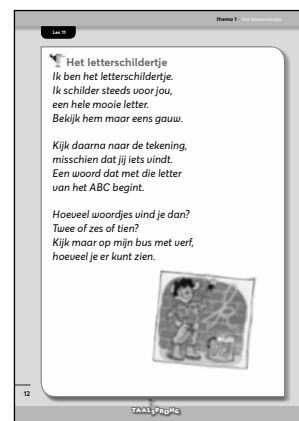 thema 1 • Het letterschildertje
Les 11
Het letterschildertje
Ik ben het letterschildertje.
Ik schilder steeds voor jou,
een hele mooie letter.
Bekijk hem maar eens gauw.
Kijk daarna naar de tekening,
misschien dat jij iets vindt.
Een woord dat met die letter
van het ABC begint.
Hoeveel woordjes vind je dan?
Twee of zes of tien?
Kijk maar op mijn bus met verf,
hoeveel je er kunt zien.
12
TAALSPRONG